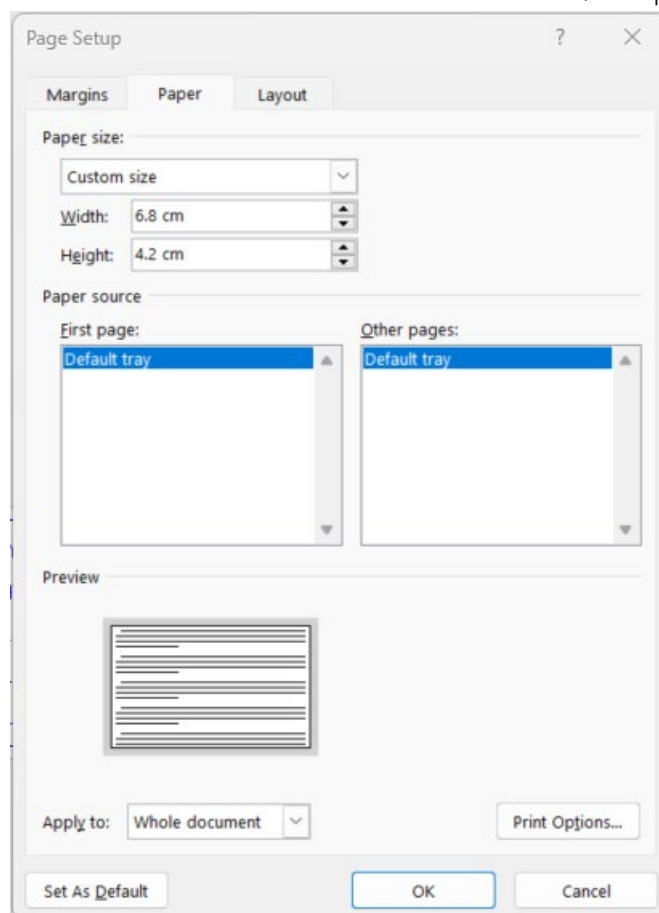 Page Setup ?
Margins Paper Layout
Paper size:
Custom size
Width: 6.8 cm
Height: 4.2 cm
Paper source
First page: Other pages:
Default tray Default tray
Preview
Apply to: Whole document Print Options...
Set As Default OK Cancel